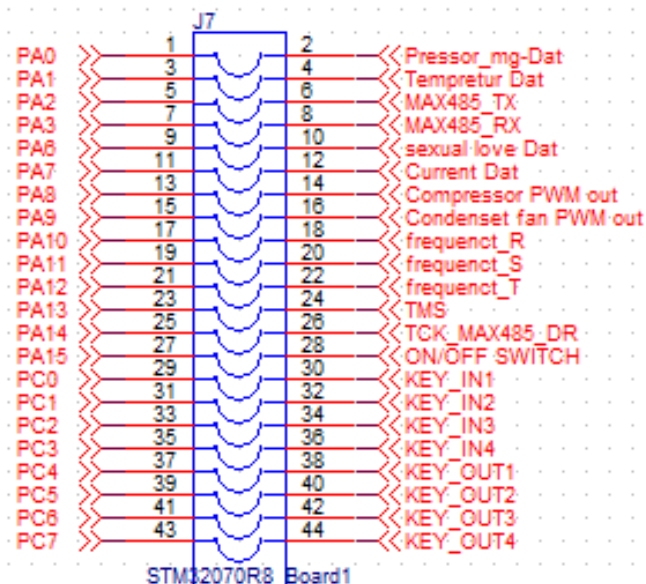 J7
PA0 1 2 Pressor_mg-Dat
PA1 3 4 Tempretur Dat
PA2 5 6 MAX485_TX
PA3 7 8 MAX485_RX
PA6 9 10 sexual love Dat
PA7 11 12 Current Dat
PA8 13 14 Compressor PWM out
PA9 15 16 Condenset fan PWM out
PA10 17 18 frequenct_R
PA11 19 20 frequenct_S
PA12 21 22 frequenct_T
PA13 23 24 TMS
PA14 25 26 TCK_MAX485_DR
PA15 27 28 ON/OFF SWITCH
PC0 29 30 KEY_IN1
PC1 31 32 KEY_IN2
PC2 33 34 KEY_IN3
PC3 35 36 KEY_IN4
PC4 37 38 KEY_OUT1
PC5 39 40 KEY_OUT2
PC6 41 42 KEY_OUT3
PC7 43 44 KEY_OUT4
STM32070R8_Board1